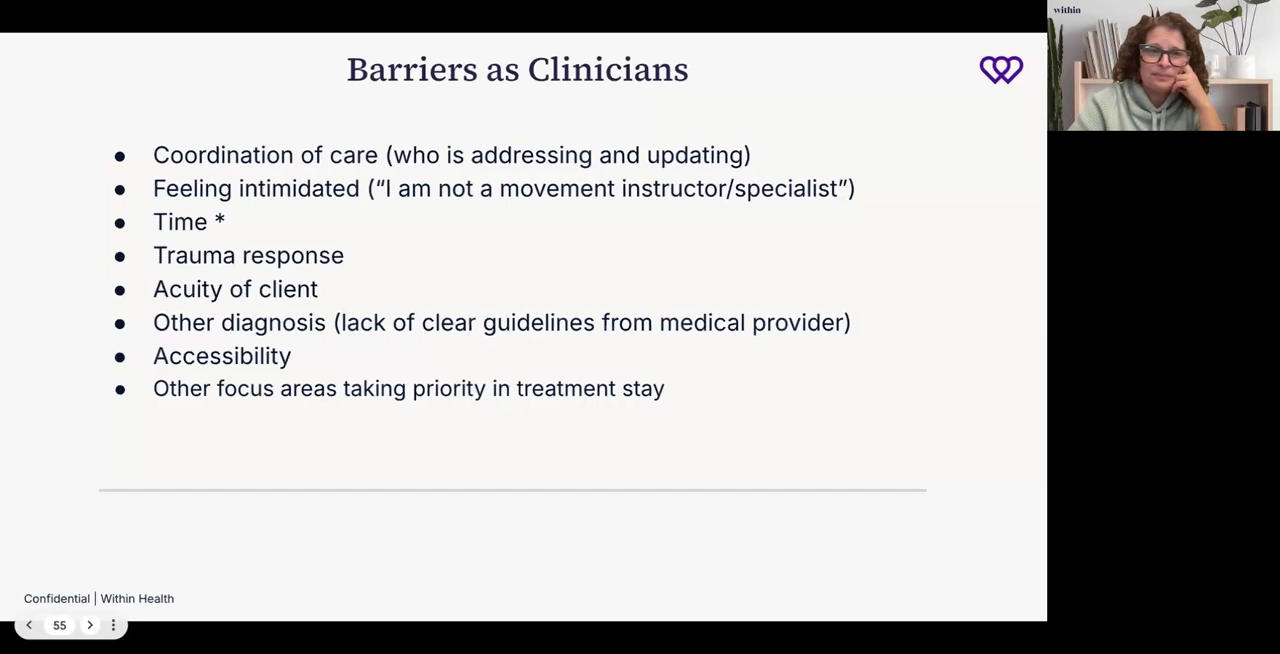 Barriers as Clinicians
● Coordination of care (who is addressing and updating)
● Feeling intimidated (“I am not a movement instructor/specialist”)
● Time *
● Trauma response
● Acuity of client
● Other diagnosis (lack of clear guidelines from medical provider)
● Accessibility
● Other focus areas taking priority in treatment stay
Confidential | Within Health
55
within